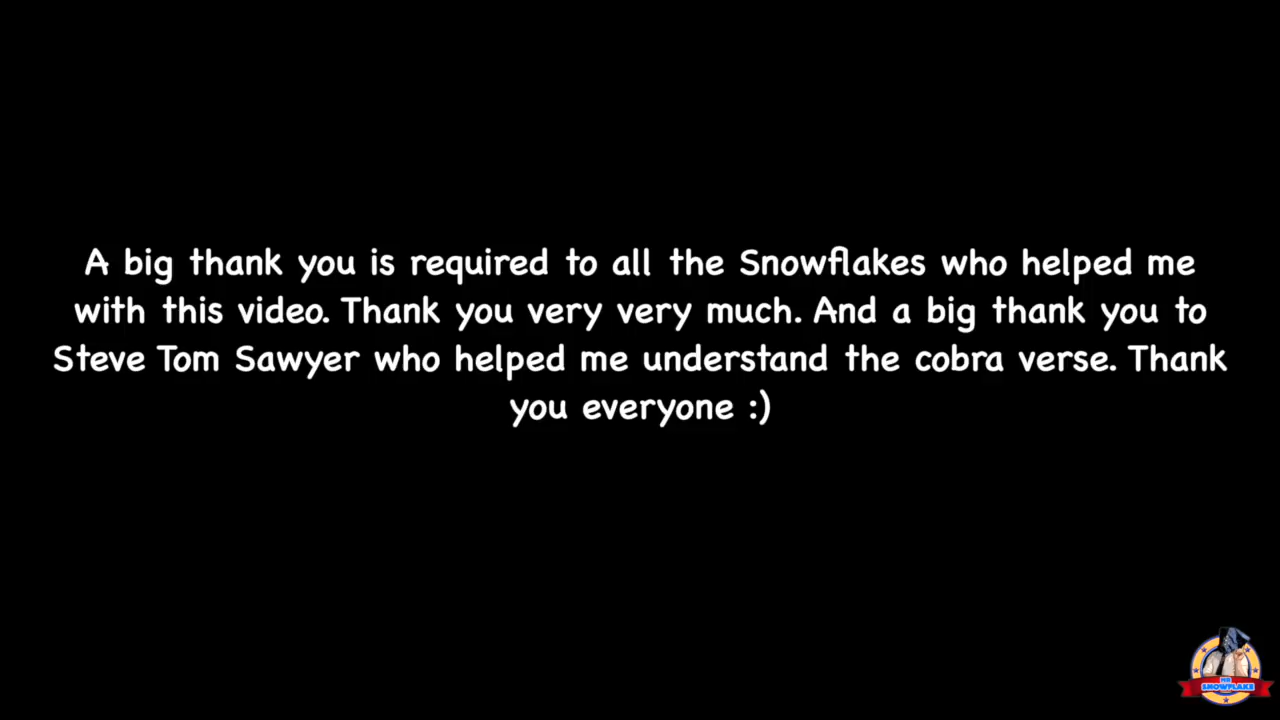 A big thank you is required to all the Snowflakes who helped me
with this video. Thank you very very much. And a big thank you to
Steve Tom Sawyer who helped me understand the cobra verse. Thank
you everyone :)
MR
SNOWFLAKE